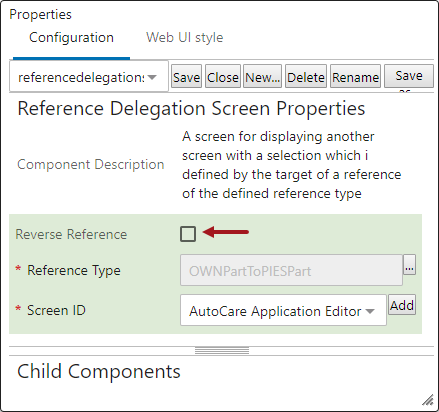 Properties
Configuration Web UI style
referencedelegation Save Close New... Delete Rename Save
Reference Delegation Screen Properties
Component Description
A screen for displaying another
screen with a selection which i
defined by the target of a reference
of the defined reference type
Reverse Reference
* Reference Type OWNPartToPIESPart ...
* Screen ID AutoCare Application Editor Add
Child Components